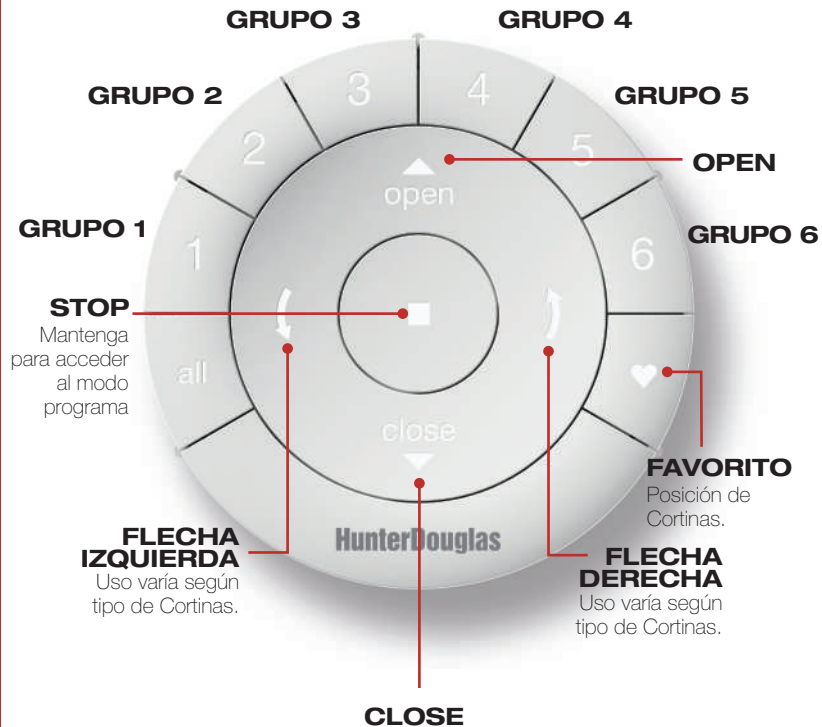 GRUPO 3
GRUPO 4
GRUPO 2
GRUPO 5
3
4
2
5
OPEN
open
GRUPO 1
GRUPO 6
1
6
STOP
Mantenga
para acceder
al modo
programa
all
close
FAVORITO
Posición de
Cortinas.
HunterDouglas
FLECHA
IZQUIERDA
Uso varía según
tipo de Cortinas.
FLECHA
DERECHA
Uso varía según
tipo de Cortinas.
CLOSE